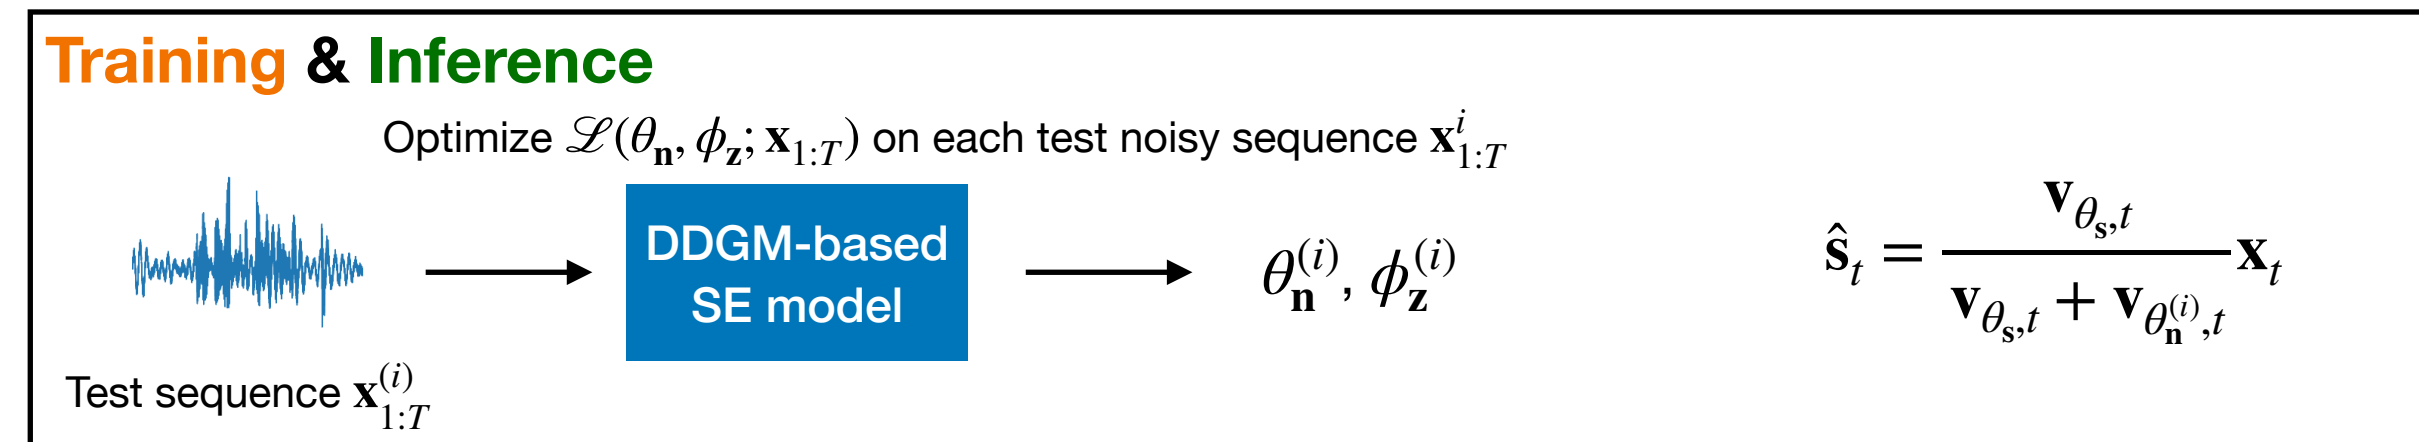 Training & Inference
Optimize ℒ(θ_n, ϕ_z; x_{1:T}) on each test noisy sequence x^i_{1:T}
DDGM-based
SE model
θ_n^{(i)}, ϕ_z^{(i)}
ŝ_t = \frac{v_{θ_s,t}}{v_{θ_s,t} + v_{θ_n^{(i)},t}} x_t
Test sequence x^{(i)}_{1:T}